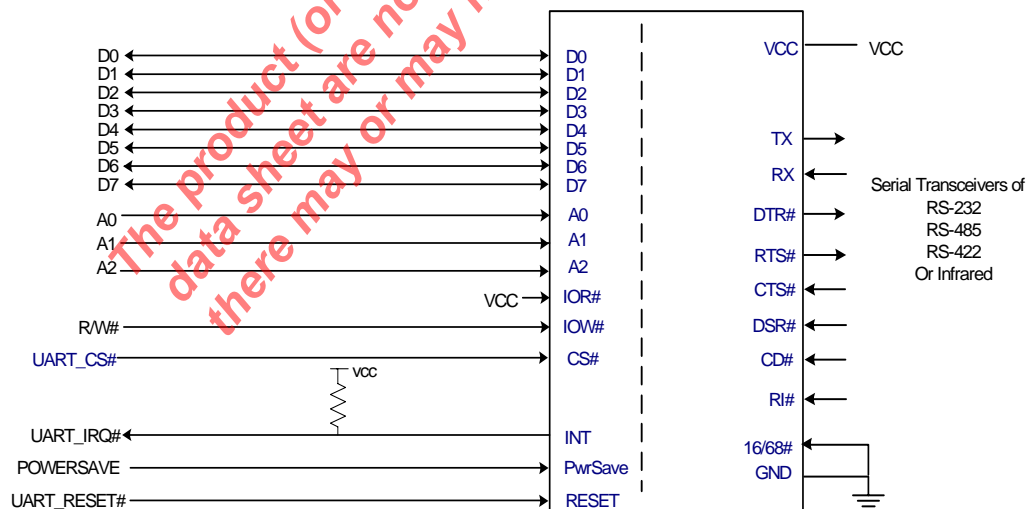 The product (or
data sheet are no
there may or may n
D0 D0
D1 D1
D2 D2
D3 D3
D4 D4
D5 D5
D6 D6
D7 D7
A0 A0
A1 A1
A2 A2
VCC IOR#
R/W# IOW#
UART_CS# CS#
vcc
UART_IRQ# INT
POWERSAVE PwrSave
UART_RESET# RESET
VCC VCC
TX
RX
DTR#
RTS#
CTS#
DSR#
CD#
RI#
16/68#
GND
Serial Transceivers of
RS-232
RS-485
RS-422
Or Infrared